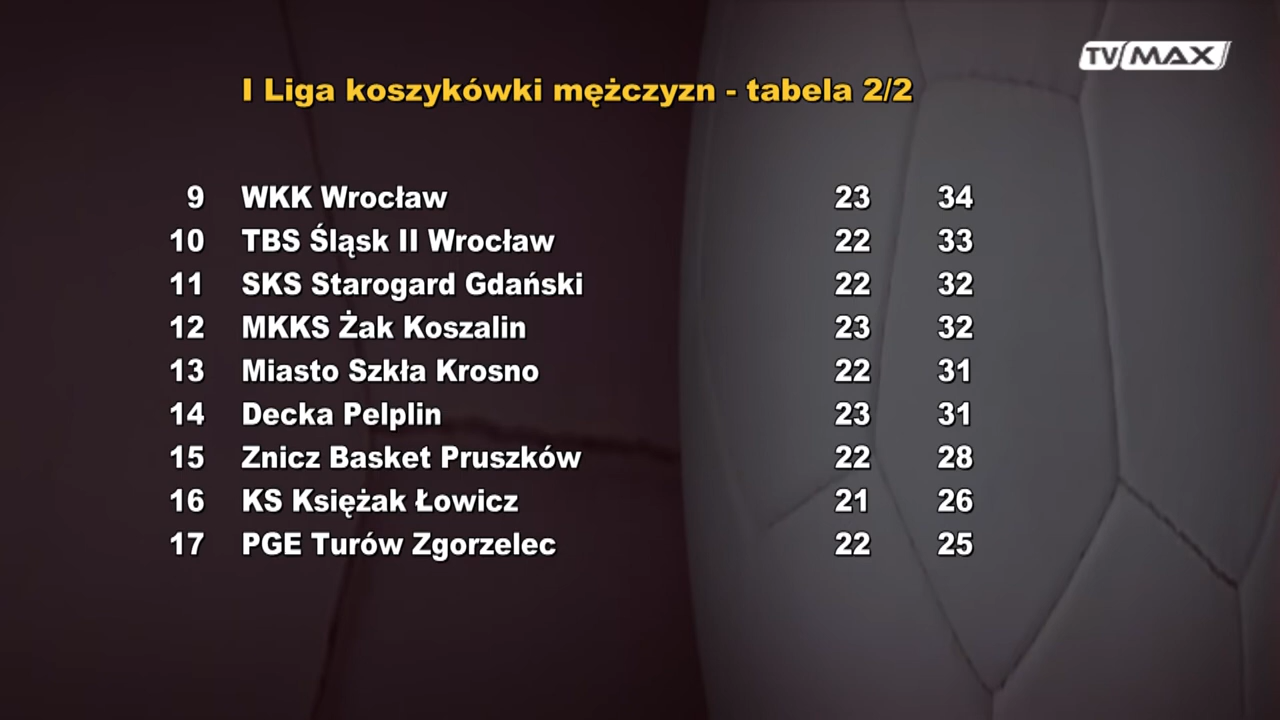 TV MAX
I Liga koszykówki mężczyzn - tabela 2/2
9 WKK Wrocław 23 34
10 TBS Śląsk II Wrocław 22 33
11 SKS Starogard Gdański 22 32
12 MKKS Żak Koszalin 23 32
13 Miasto Szkła Krosno 22 31
14 Decka Pelplin 23 31
15 Znicz Basket Pruszków 22 28
16 KS Księżak Łowicz 21 26
17 PGE Turów Zgorzelec 22 25